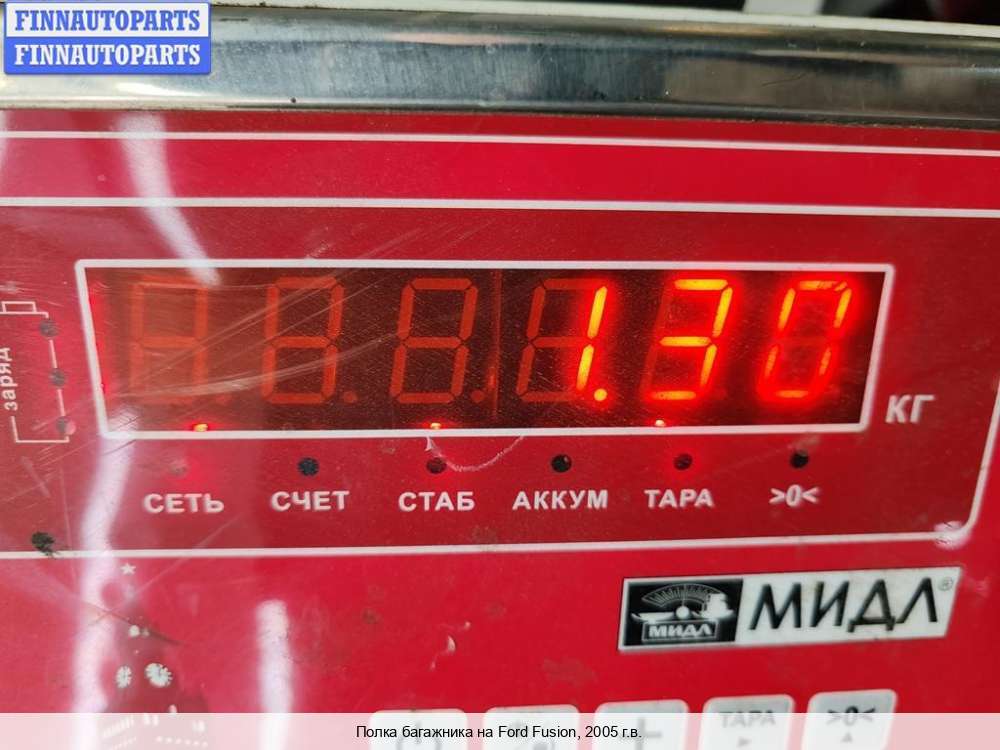 FINNAUTOPARTS
FINNAUTOPARTS
заряд
1.30
КГ
СЕТЬ СЧЕТ СТАБ АККУМ ТАРА >0<
МИДЛ МИДЛ®
ТАРА >0<
Полка багажника на Ford Fusion, 2005 г.в.